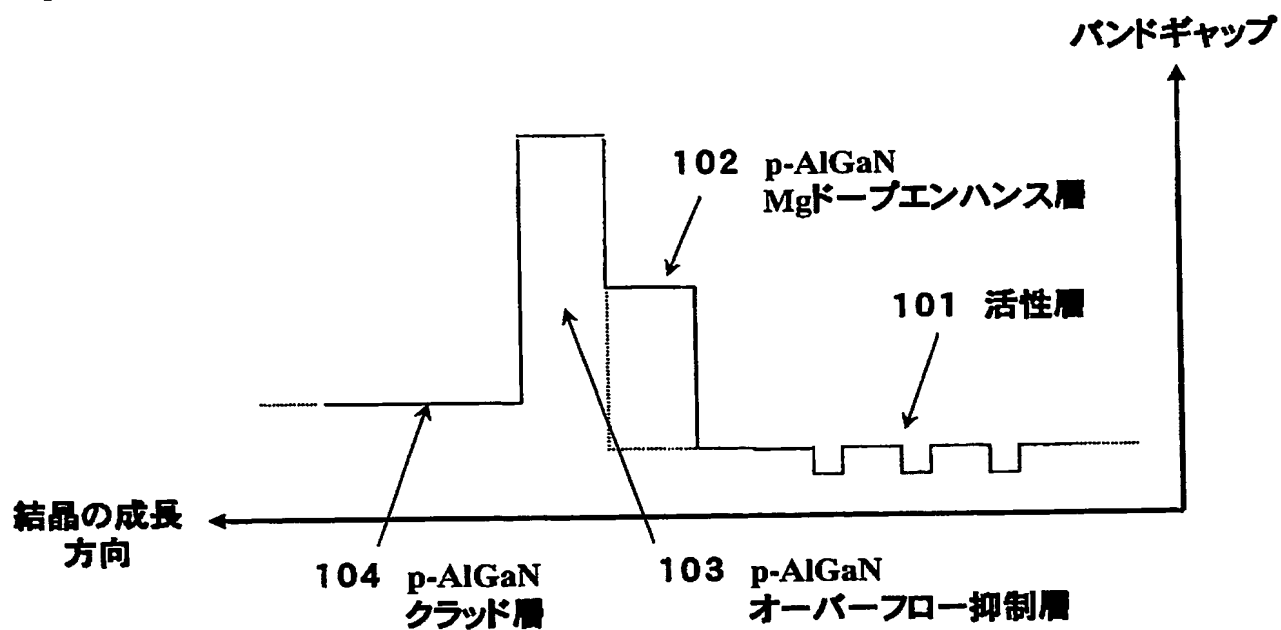 バンドギャップ
102 p-AlGaN
Mgドープエンハンス層
101 活性層
結晶の成長
方向
104 p-AlGaN
クラッド層
103 p-AlGaN
オーバーフロー抑制層